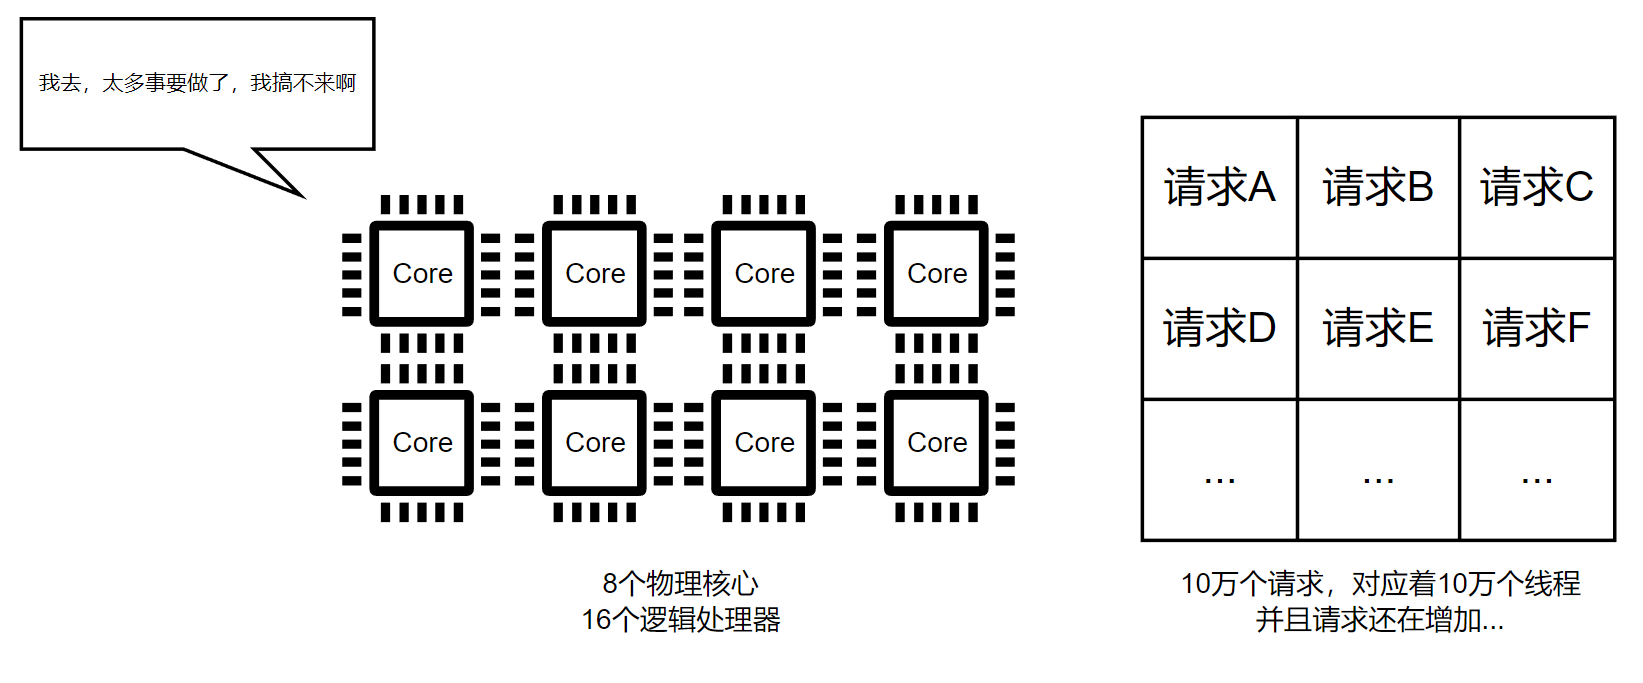 我去，太多事要做了，我搞不来啊
Core Core Core Core
Core Core Core Core
8个物理核心
16个逻辑处理器
请求A 请求B 请求C
请求D 请求E 请求F
... ... ...
10万个请求，对应着10万个线程
并且请求还在增加...